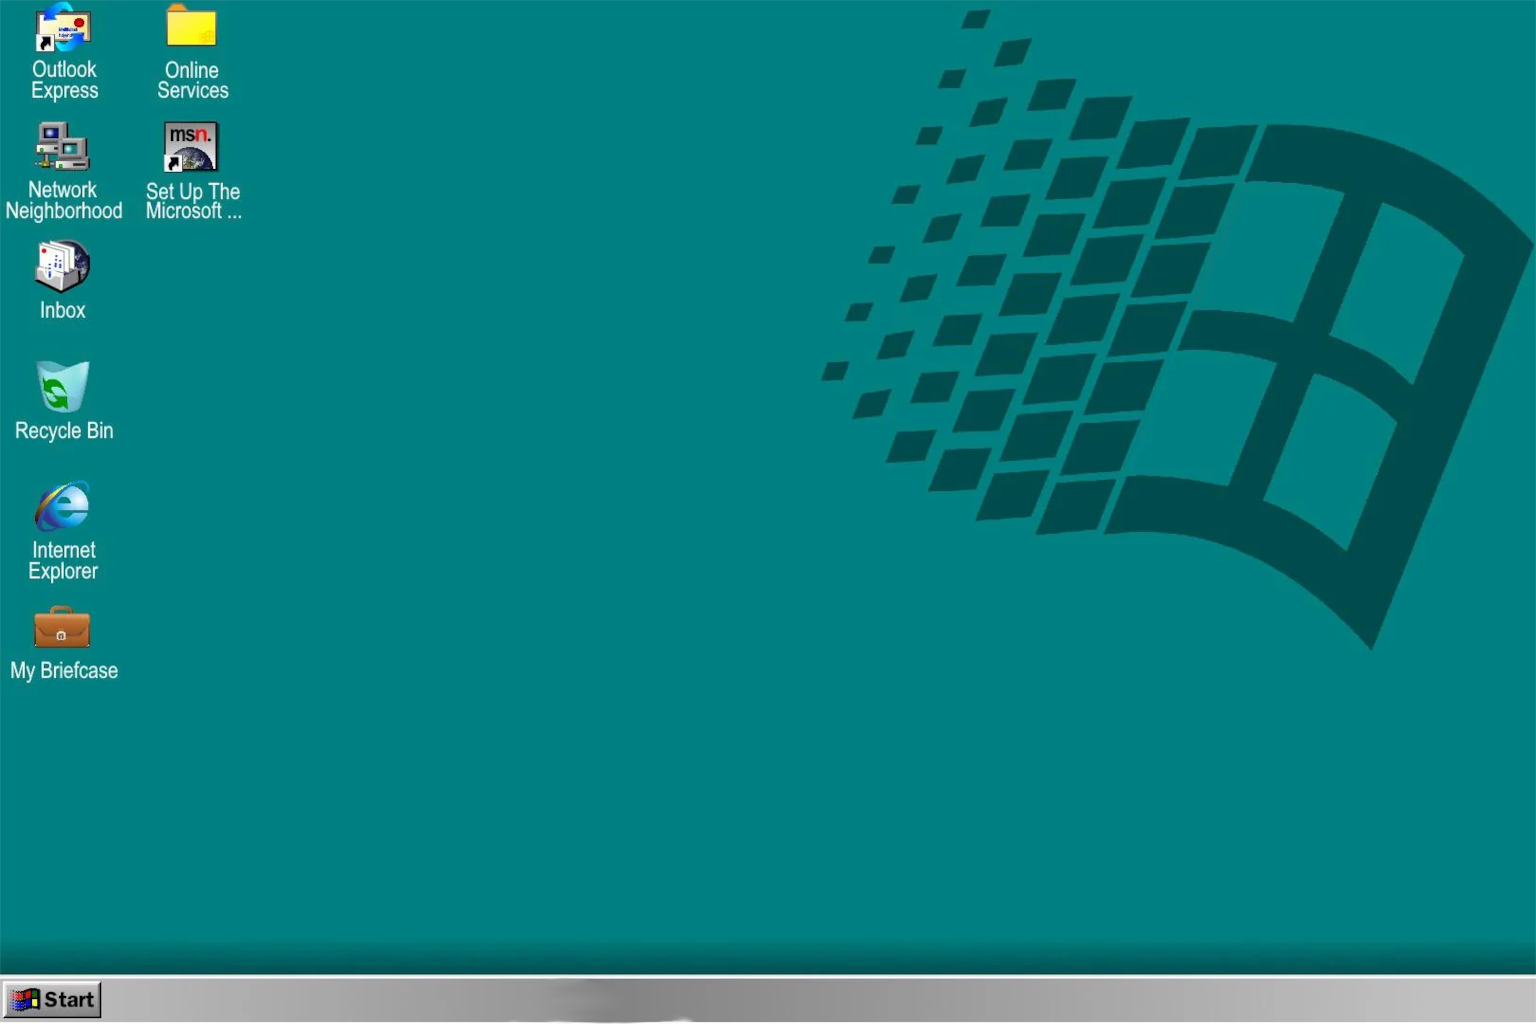 Outlook
Express
Online
Services
Network
Neighborhood
msn.
Set Up The
Microsoft ...
Inbox
Recycle Bin
Internet
Explorer
My Briefcase
Start